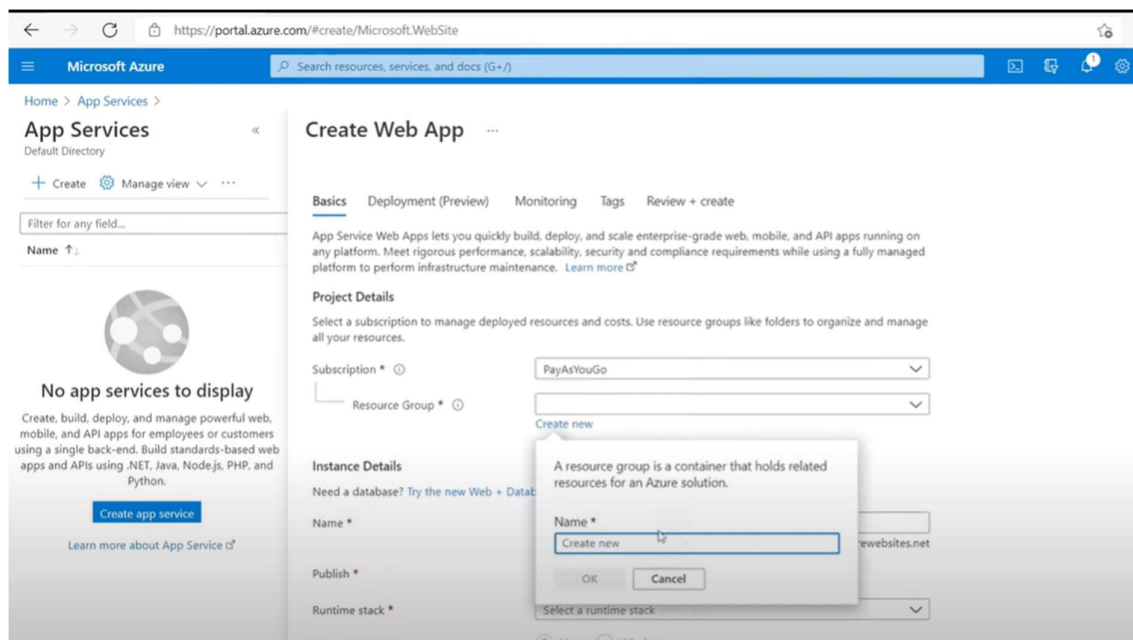 https://portal.azure.com/#create/Microsoft.WebSite
Microsoft Azure
Search resources, services, and docs (G+/)
1
Home > App Services >
App Services
Default Directory
Create
Manage view
Filter for any field...
Name
No app services to display
Create, build, deploy, and manage powerful web,
mobile, and API apps for employees or customers
using a single back-end. Build standards-based web
apps and APIs using .NET, Java, Node.js, PHP, and
Python.
Create app service
Learn more about App Service
Create Web App
Basics Deployment (Preview) Monitoring Tags Review + create
App Service Web Apps lets you quickly build, deploy, and scale enterprise-grade web, mobile, and API apps running on
any platform. Meet rigorous performance, scalability, security and compliance requirements while using a fully managed
platform to perform infrastructure maintenance. Learn more
Project Details
Select a subscription to manage deployed resources and costs. Use resource groups like folders to organize and manage
all your resources.
Subscription * PayAsYouGo
Resource Group *
Create new
A resource group is a container that holds related
resources for an Azure solution.
Name *
Create new
OK Cancel
Instance Details
Need a database? Try the new Web + Datab
Name *
ewebsites.net
Publish *
Runtime stack * Select a runtime stack